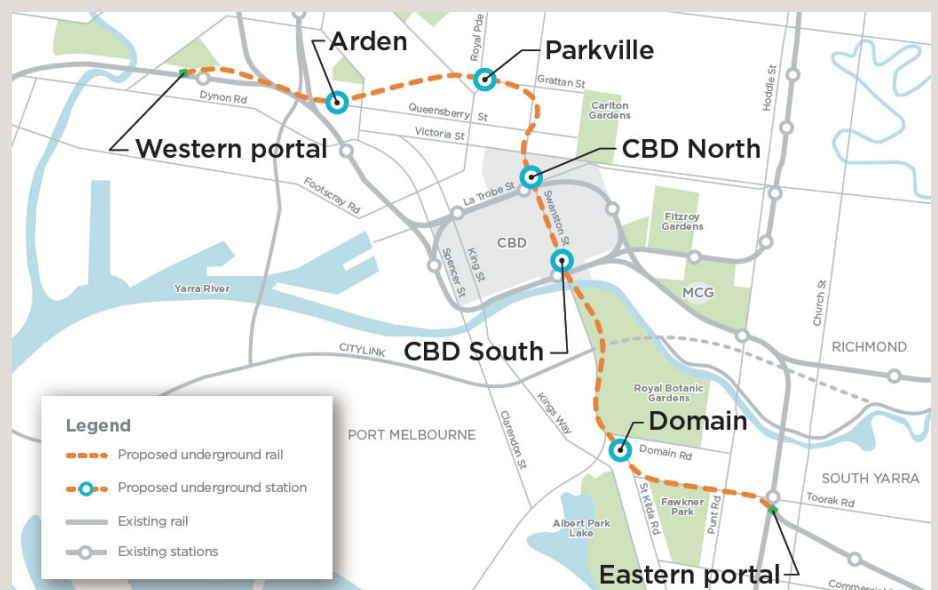 Arden
Royal Pde
Parkville
Hoddle St
Grattan St
Dynon Rd
Queensberry St
Carlton
Gardens
Victoria St
Western portal
CBD North
Footscray Rd
La Trobe St
Swanston St
Fitzroy
Gardens
CBD
Spencer St
King St
Yarra River
MCG
Church St
CITYLINK
CBD South
RICHMOND
Royal Botanic
Gardens
Kings Way
Clarendon St
Domain
PORT MELBOURNE
Domain Rd
SOUTH YARRA
St Kilda Rd
Fawkner
Park
Punt Rd
Toorak Rd
Albert Park
Lake
Eastern portal
Legend
Proposed underground rail
Proposed underground station
Existing rail
Existing stations